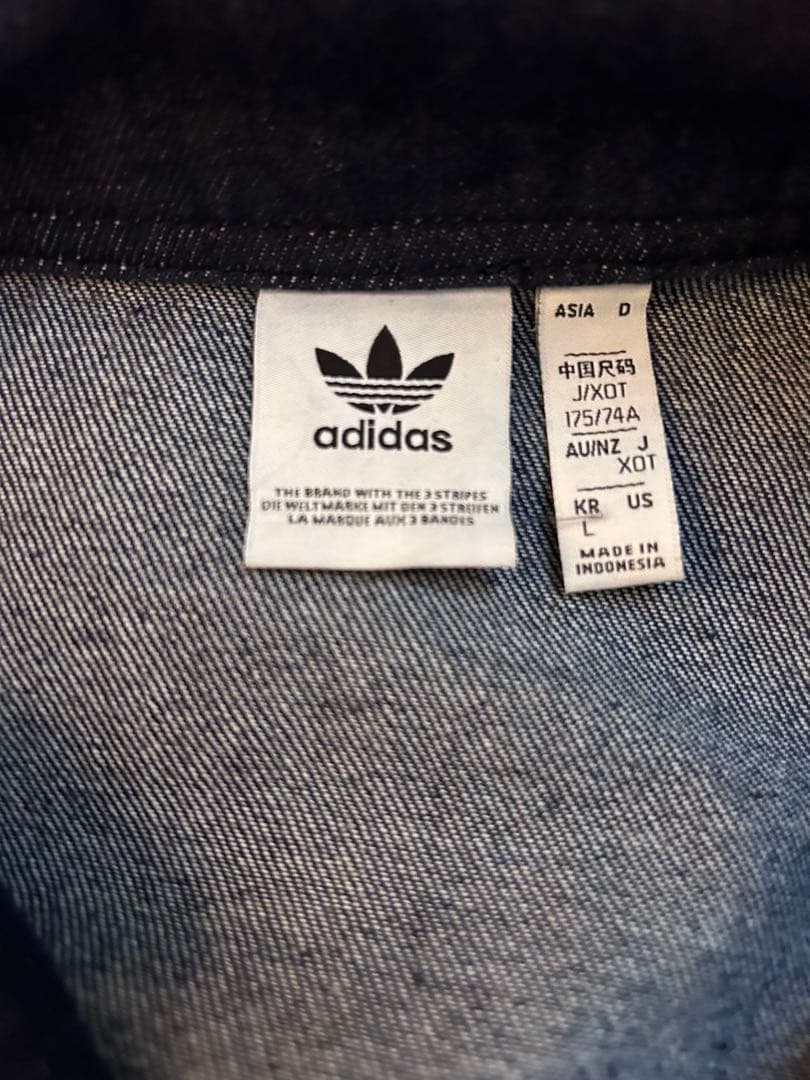 adidas
THE BRAND WITH THE 3 STRIPES
DIE WELTMARKE MIT DEN 3 STREIFEN
LA MARQUE AUX 3 BANDES
ASIA D
中国尺码
J/XOT
175/74A
AU/NZ J
XOT
KR US
L
MADE IN
INDONESIA